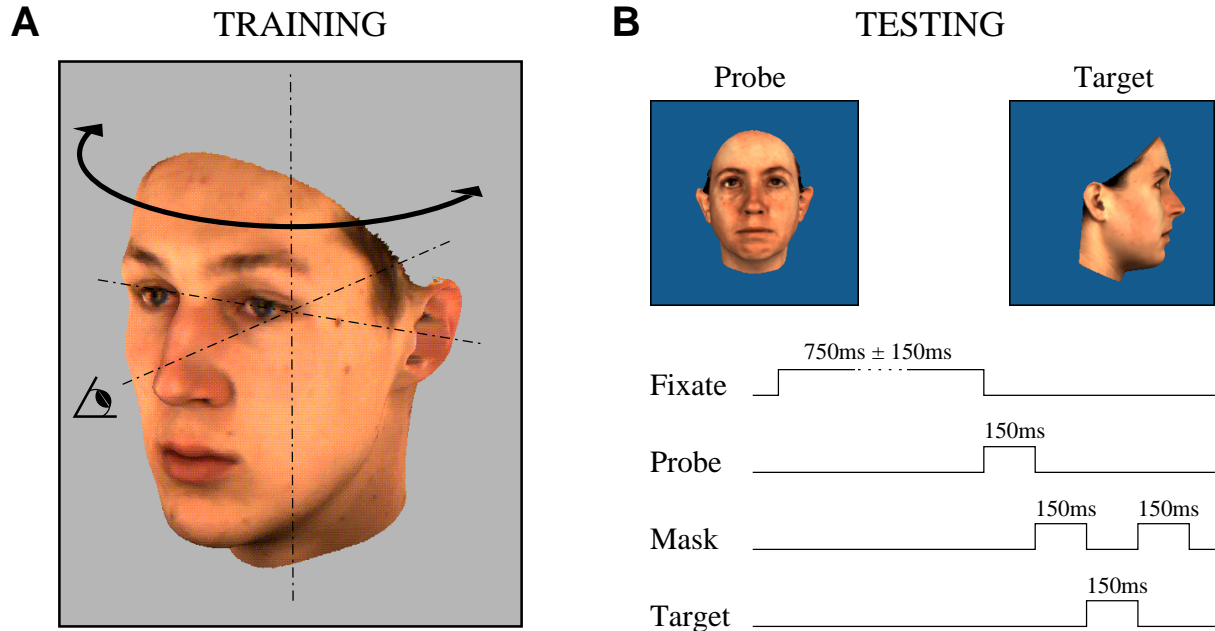 A TRAINING
B TESTING
Probe Target
750ms ± 150ms
Fixate
150ms
Probe
150ms 150ms
Mask
150ms
Target